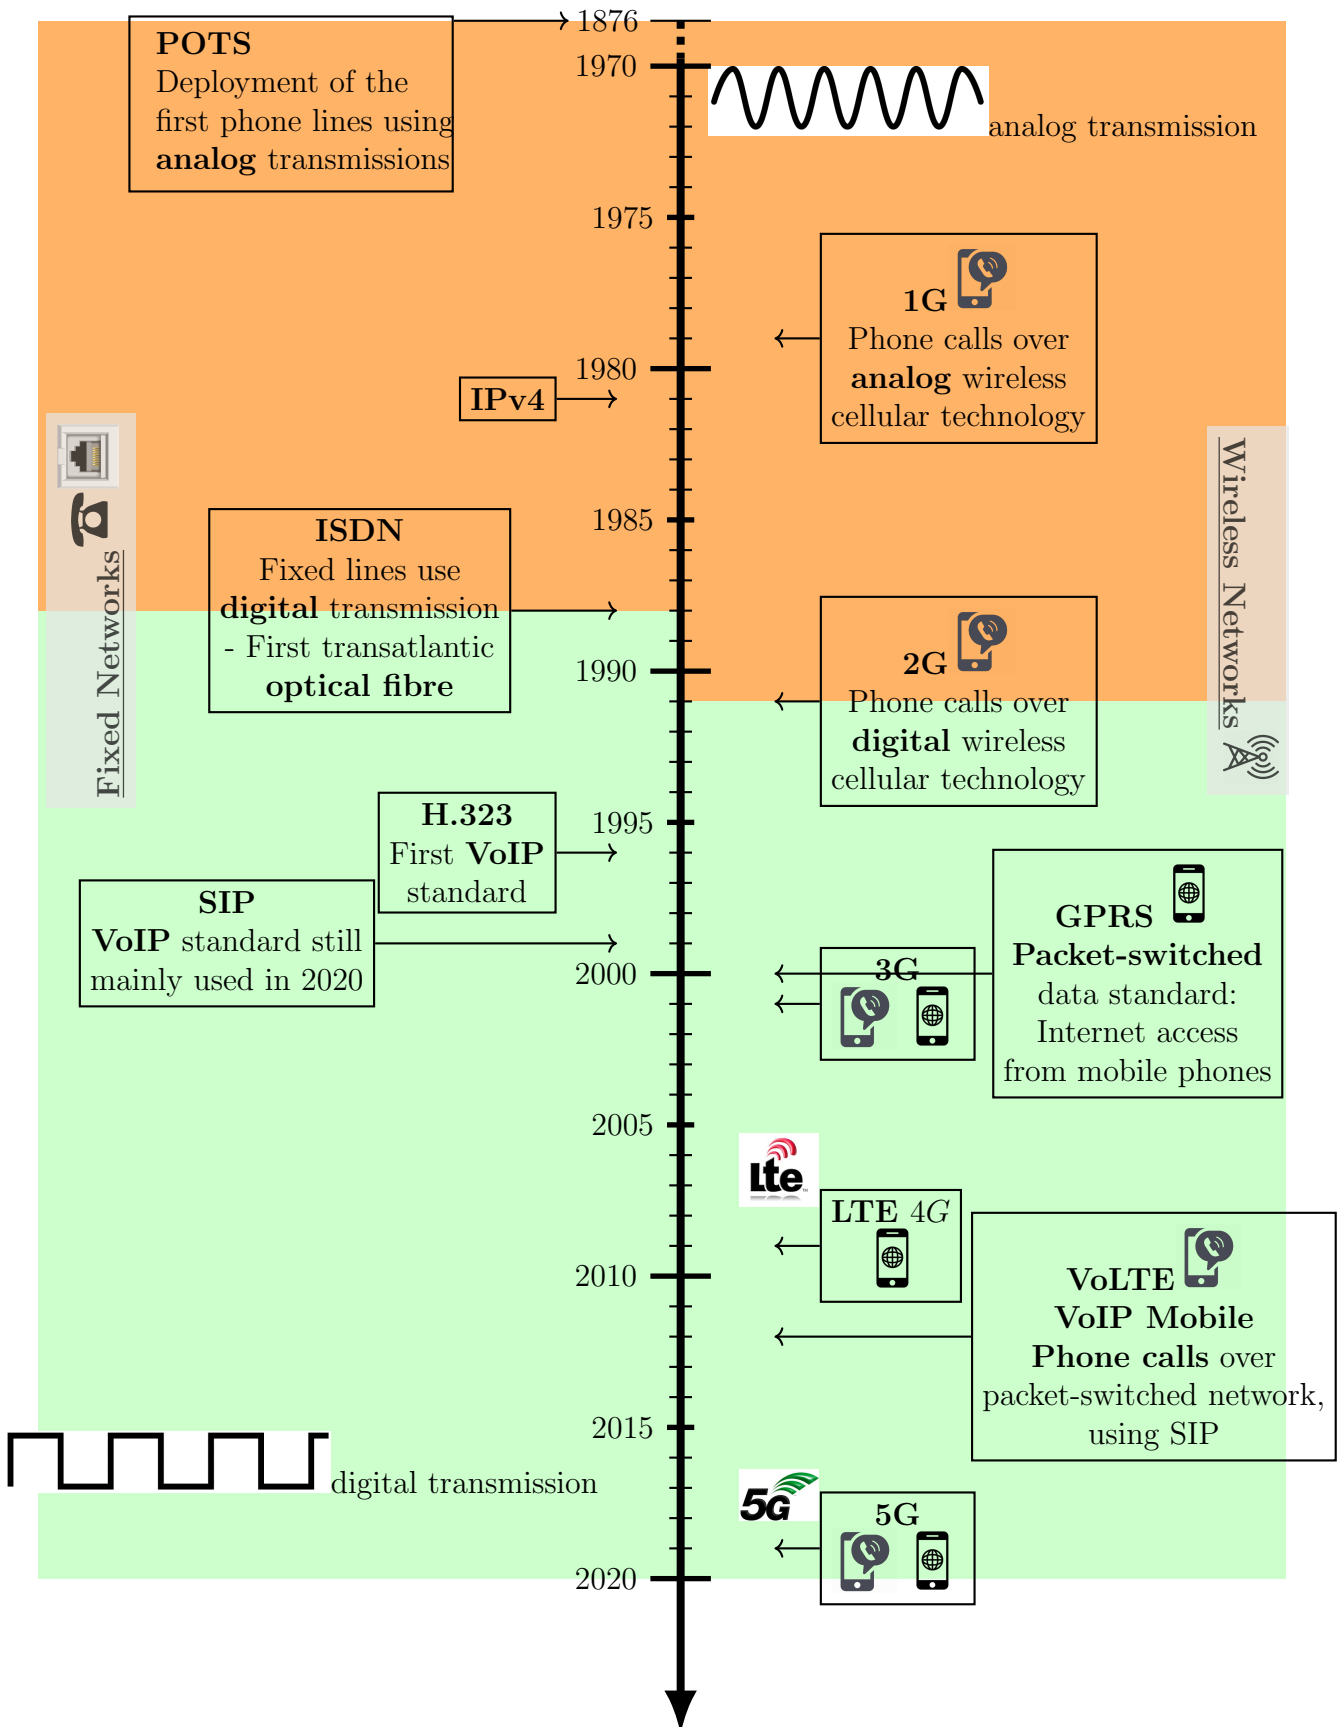 1876
POTS
Deployment of the
first phone lines using
analog transmissions
1970
analog transmission
1975
1G
Phone calls over
analog wireless
cellular technology
1980
IPv4
Fixed Networks
Wireless Networks
1985
ISDN
Fixed lines use
digital transmission
- First transatlantic
optical fibre
1990
2G
Phone calls over
digital wireless
cellular technology
H.323
First VoIP
standard
1995
SIP
VoIP standard still
mainly used in 2020
2000
3G
GPRS
Packet-switched
data standard:
Internet access
from mobile phones
2005
Lte
LTE 4G
2010
VoLTE
VoIP Mobile
Phone calls over
packet-switched network,
using SIP
2015
digital transmission
5G
5G
2020